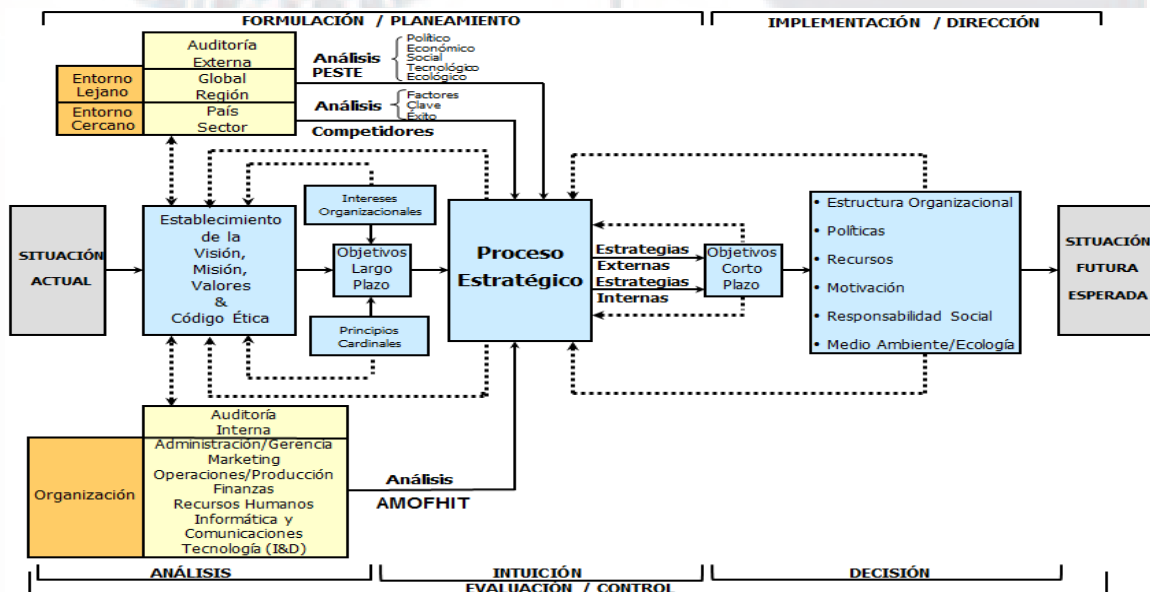 FORMULACIÓN / PLANEAMIENTO
IMPLEMENTACIÓN / DIRECCIÓN
Auditoría
Externa
Entorno
Lejano
Global
Región
Entorno
Cercano
País
Sector
Análisis
PESTE
Político
Económico
Social
Tecnológico
Ecológico
Análisis
Competidores
Factores
Clave
Éxito
SITUACIÓN
ACTUAL
Establecimiento
de la
Visión,
Misión,
Valores
&
Código Ética
Intereses
Organizacionales
Objetivos
Largo
Plazo
Principios
Cardinales
Proceso
Estratégico
Estrategias
Externas
Estrategias
Internas
Objetivos
Corto
Plazo
• Estructura Organizacional
• Políticas
• Recursos
• Motivación
• Responsabilidad Social
• Medio Ambiente/Ecología
SITUACIÓN
FUTURA
ESPERADA
Auditoría
Interna
Organización
Administración/Gerencia
Marketing
Operaciones/Producción
Finanzas
Recursos Humanos
Informática y
Comunicaciones
Tecnología (I&D)
Análisis
AMOFHIT
ANÁLISIS
INTUICIÓN
DECISIÓN
EVALUACIÓN / CONTROL